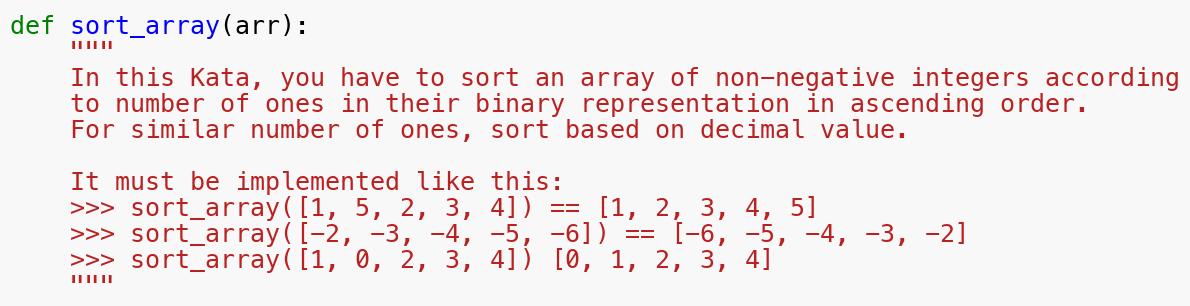 def sort_array(arr):
    """
    In this Kata, you have to sort an array of non−negative integers according
    to number of ones in their binary representation in ascending order.
    For similar number of ones, sort based on decimal value.

    It must be implemented like this:
    >>> sort_array([1, 5, 2, 3, 4]) == [1, 2, 3, 4, 5]
    >>> sort_array([−2, −3, −4, −5, −6]) == [−6, −5, −4, −3, −2]
    >>> sort_array([1, 0, 2, 3, 4]) [0, 1, 2, 3, 4]
    """